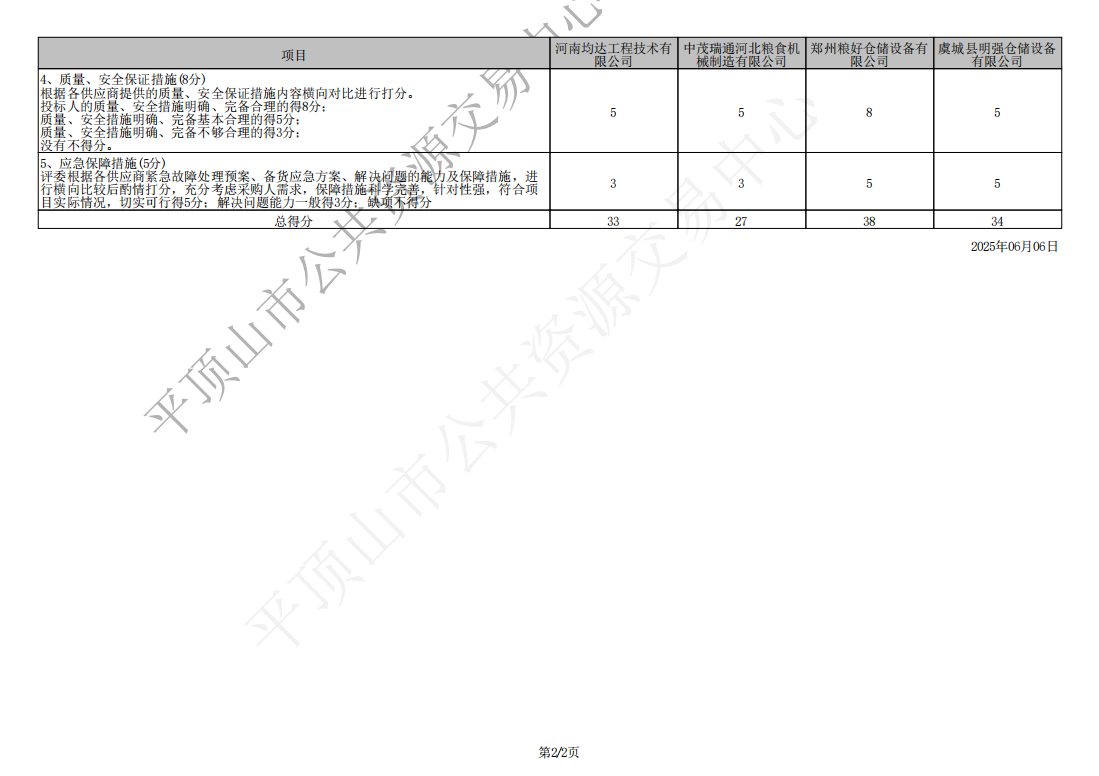 项目
河南均达工程技术有
限公司
中茂瑞通河北粮食机
械制造有限公司
郑州粮好仓储设备有
限公司
虞城县明强仓储设备
有限公司
4、质量、安全保证措施(8分)
根据各供应商提供的质量、安全保证措施内容横向对比进行打分。
投标人的质量、安全措施明确、完备合理的得8分;
质量、安全措施明确、完备基本合理的得5分;
质量、安全措施明确、完备不够合理的得3分;
没有不得分。
5
5
8
5
5、应急保障措施(5分)
评委根据各供应商紧急故障处理预案、备货应急方案、解决问题的能力及保障措施，进
行横向比较后酌情打分，充分考虑采购人需求，保障措施科学完善，针对性强，符合项
目实际情况，切实可行得5分; 解决问题能力一般得3分; 缺项不得分
3
3
5
5
总得分
33
27
38
34
2025年06月06日
平顶山市公共资源交易中心
平顶山市公共资源交易中心
第2/2页